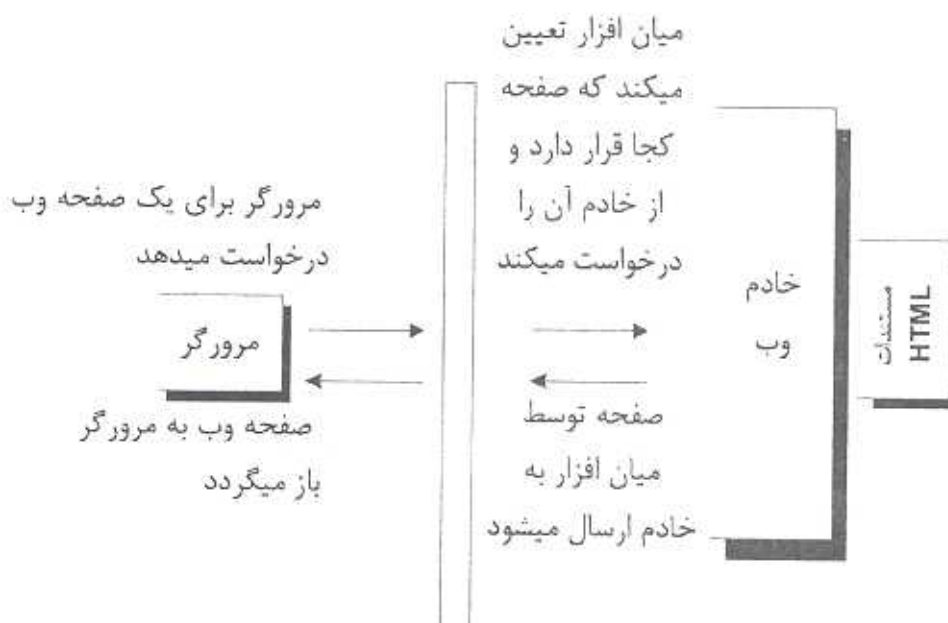 میان افزار تعیین
میکند که صفحه
کجا قرار دارد و
از خادم آن را
درخواست میکند
مرورگر برای یک صفحه وب
درخواست میدهد
مرورگر
خادم
وب
مستندات
HTML
صفحه وب به مرورگر
باز میگردد
صفحه توسط
میان افزار به
خادم ارسال میشود